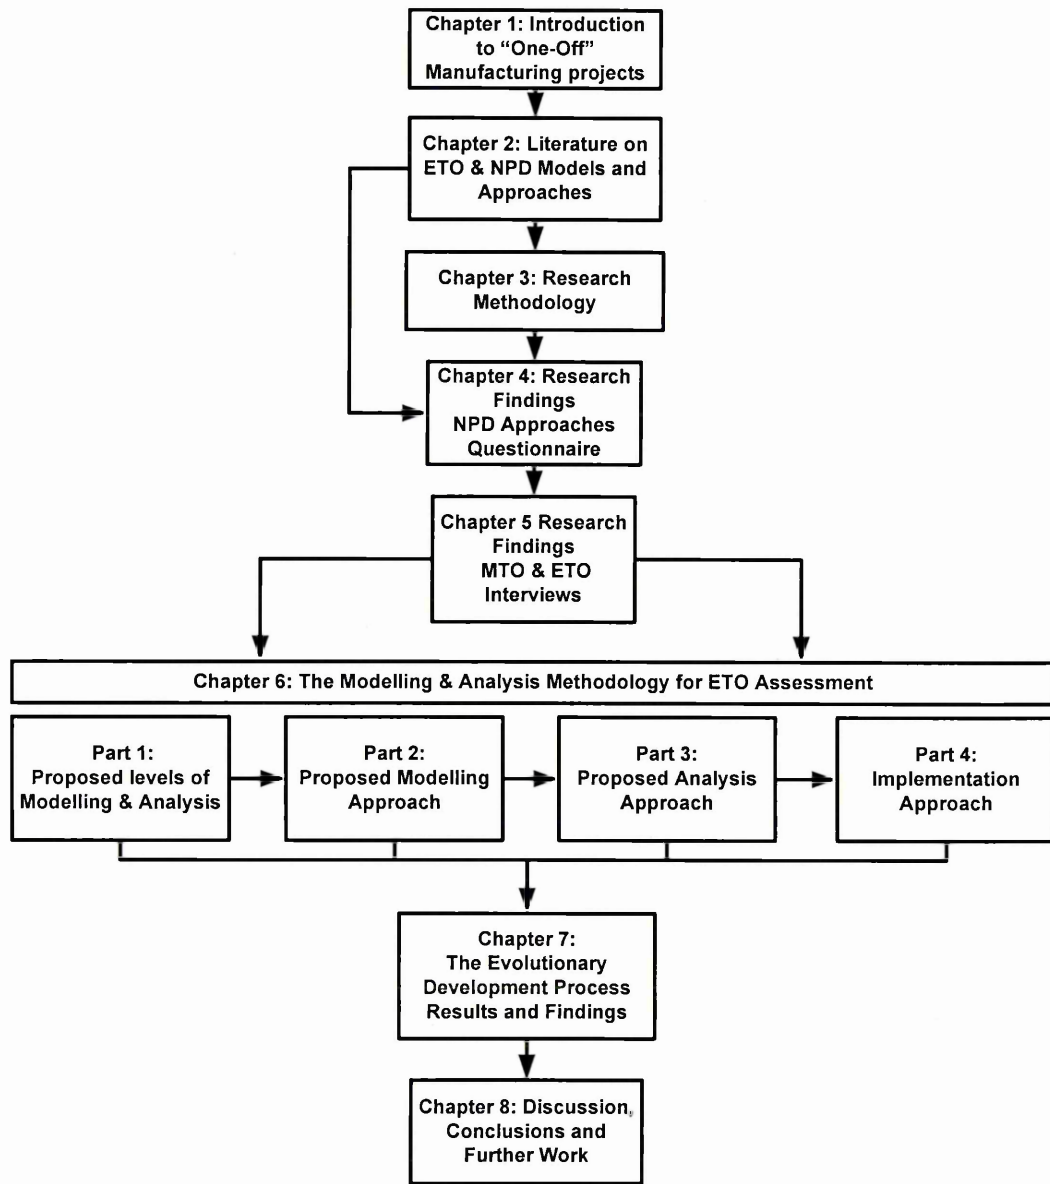 Chapter 1: Introduction
to “One-Off”
Manufacturing projects
Chapter 2: Literature on
ETO & NPD Models and
Approaches
Chapter 3: Research
Methodology
Chapter 4: Research
Findings
NPD Approaches
Questionnaire
Chapter 5 Research
Findings
MTO & ETO
Interviews
Chapter 6: The Modelling & Analysis Methodology for ETO Assessment
Part 1:
Proposed levels of
Modelling & Analysis
Part 2:
Proposed Modelling
Approach
Part 3:
Proposed Analysis
Approach
Part 4:
Implementation
Approach
Chapter 7:
The Evolutionary
Development Process
Results and Findings
Chapter 8: Discussion,
Conclusions and
Further Work